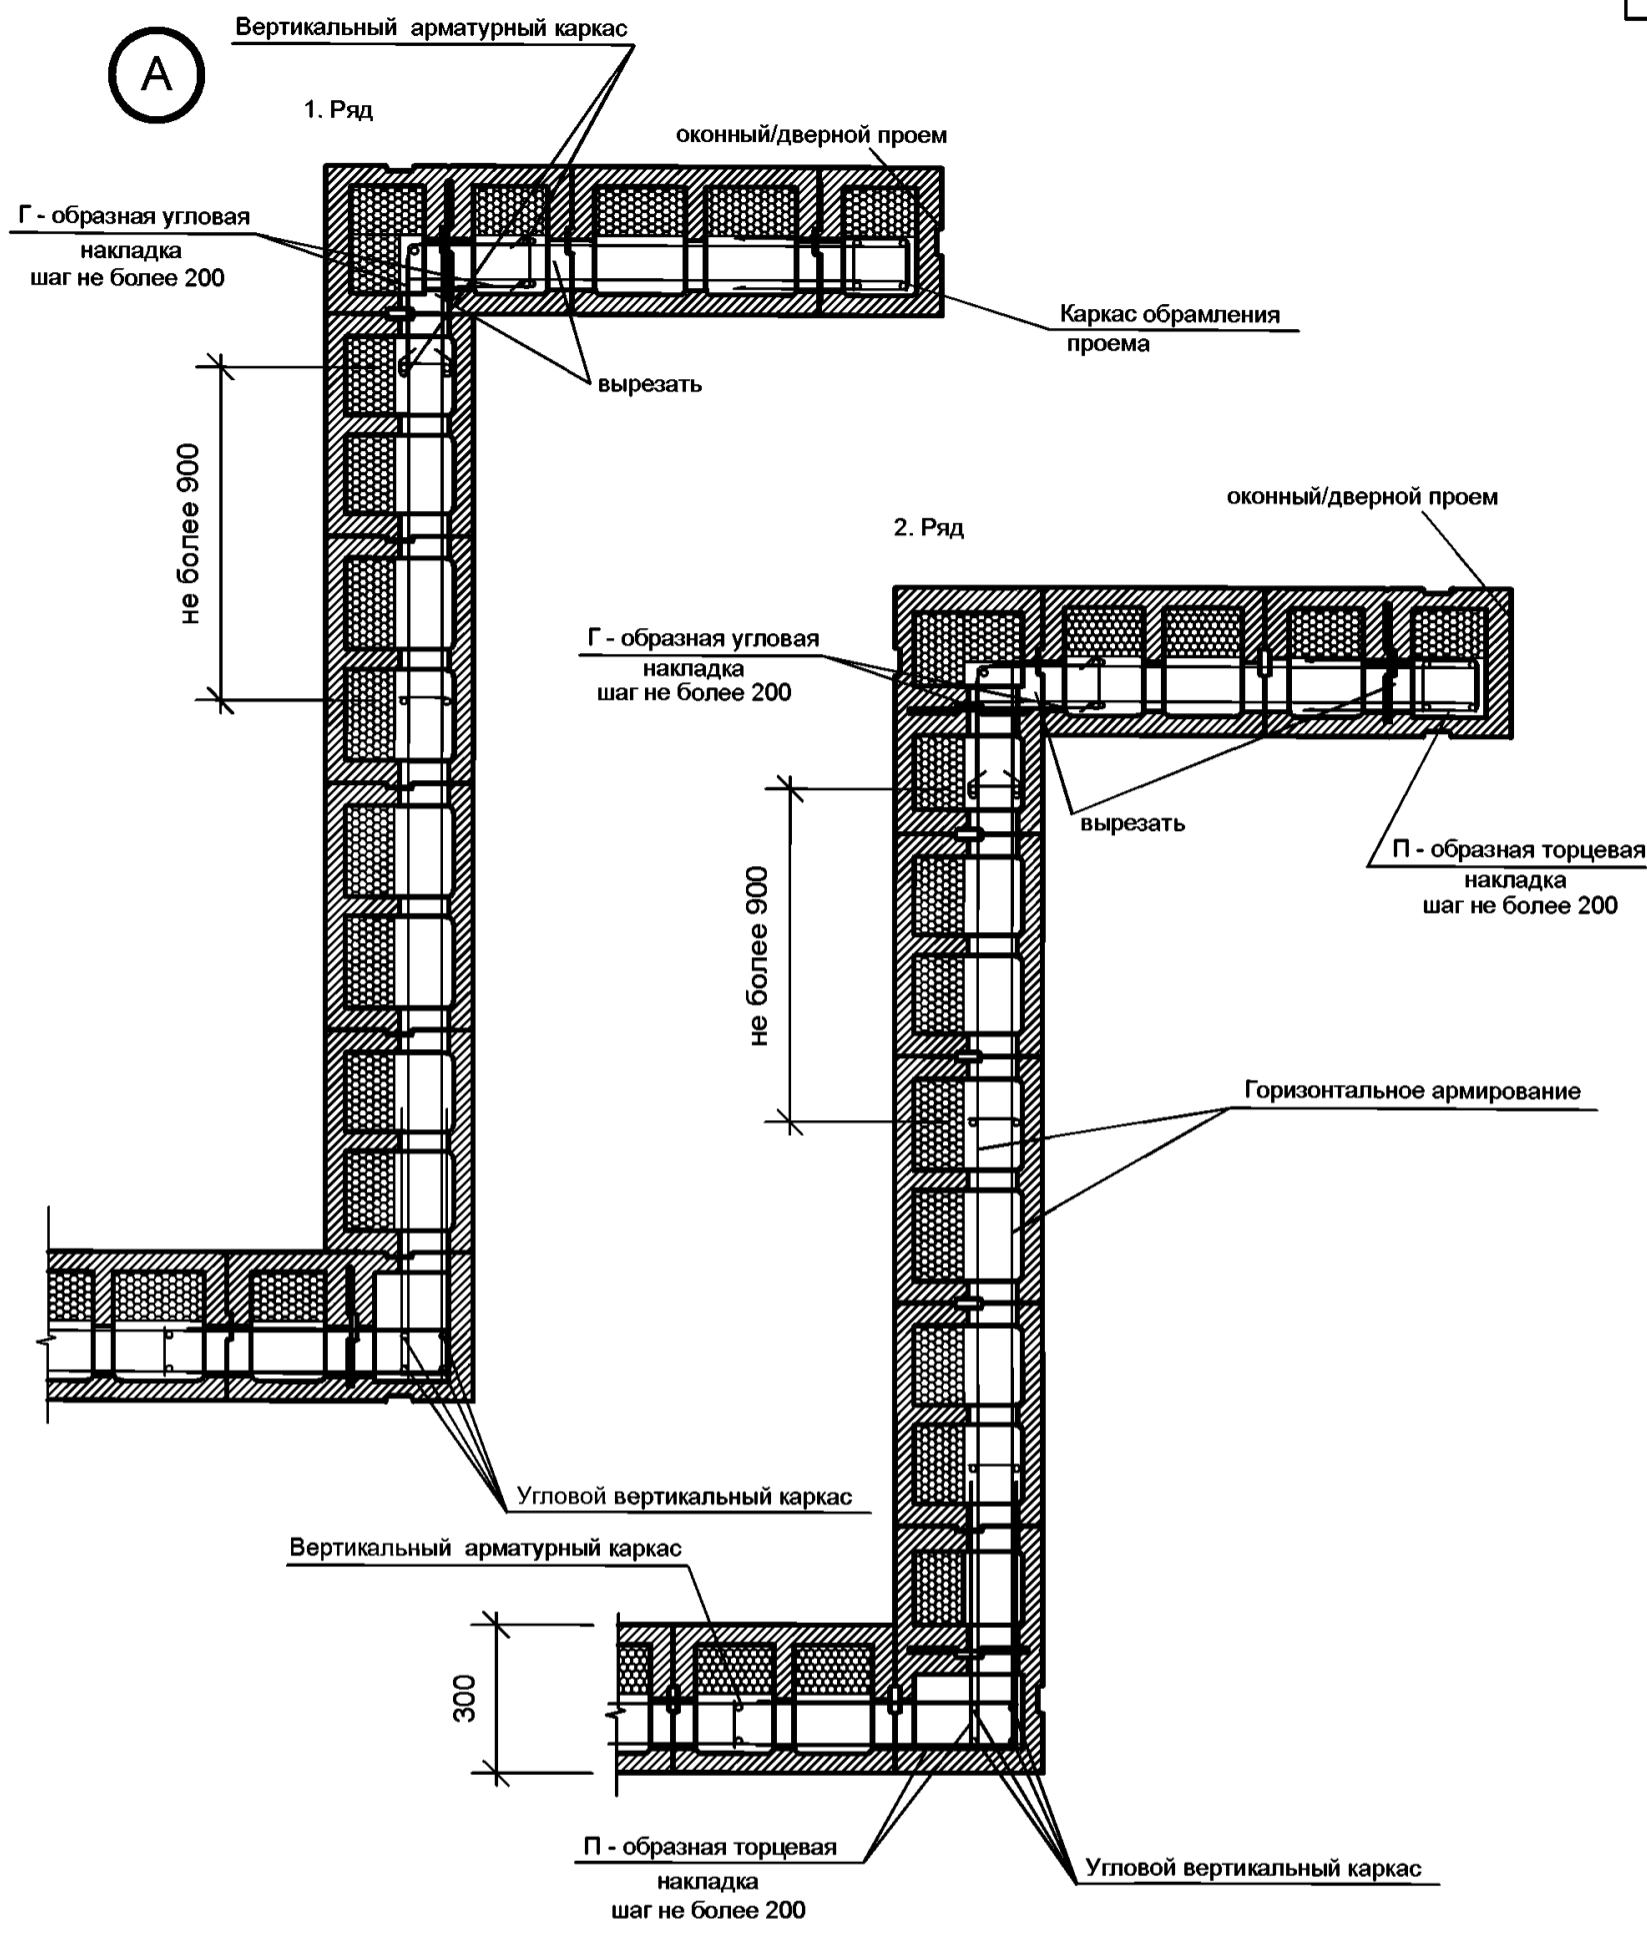 Вертикальный арматурный каркас
А
1. Ряд
оконный/дверной проем
Г - образная угловая
накладка
шаг не более 200
Каркас обрамления
проема
вырезать
не более 900
оконный/дверной проем
2. Ряд
Г - образная угловая
накладка
шаг не более 200
вырезать
П - образная торцевая
накладка
шаг не более 200
не более 900
Горизонтальное армирование
Угловой вертикальный каркас
Вертикальный арматурный каркас
300
П - образная торцевая
накладка
шаг не более 200
Угловой вертикальный каркас